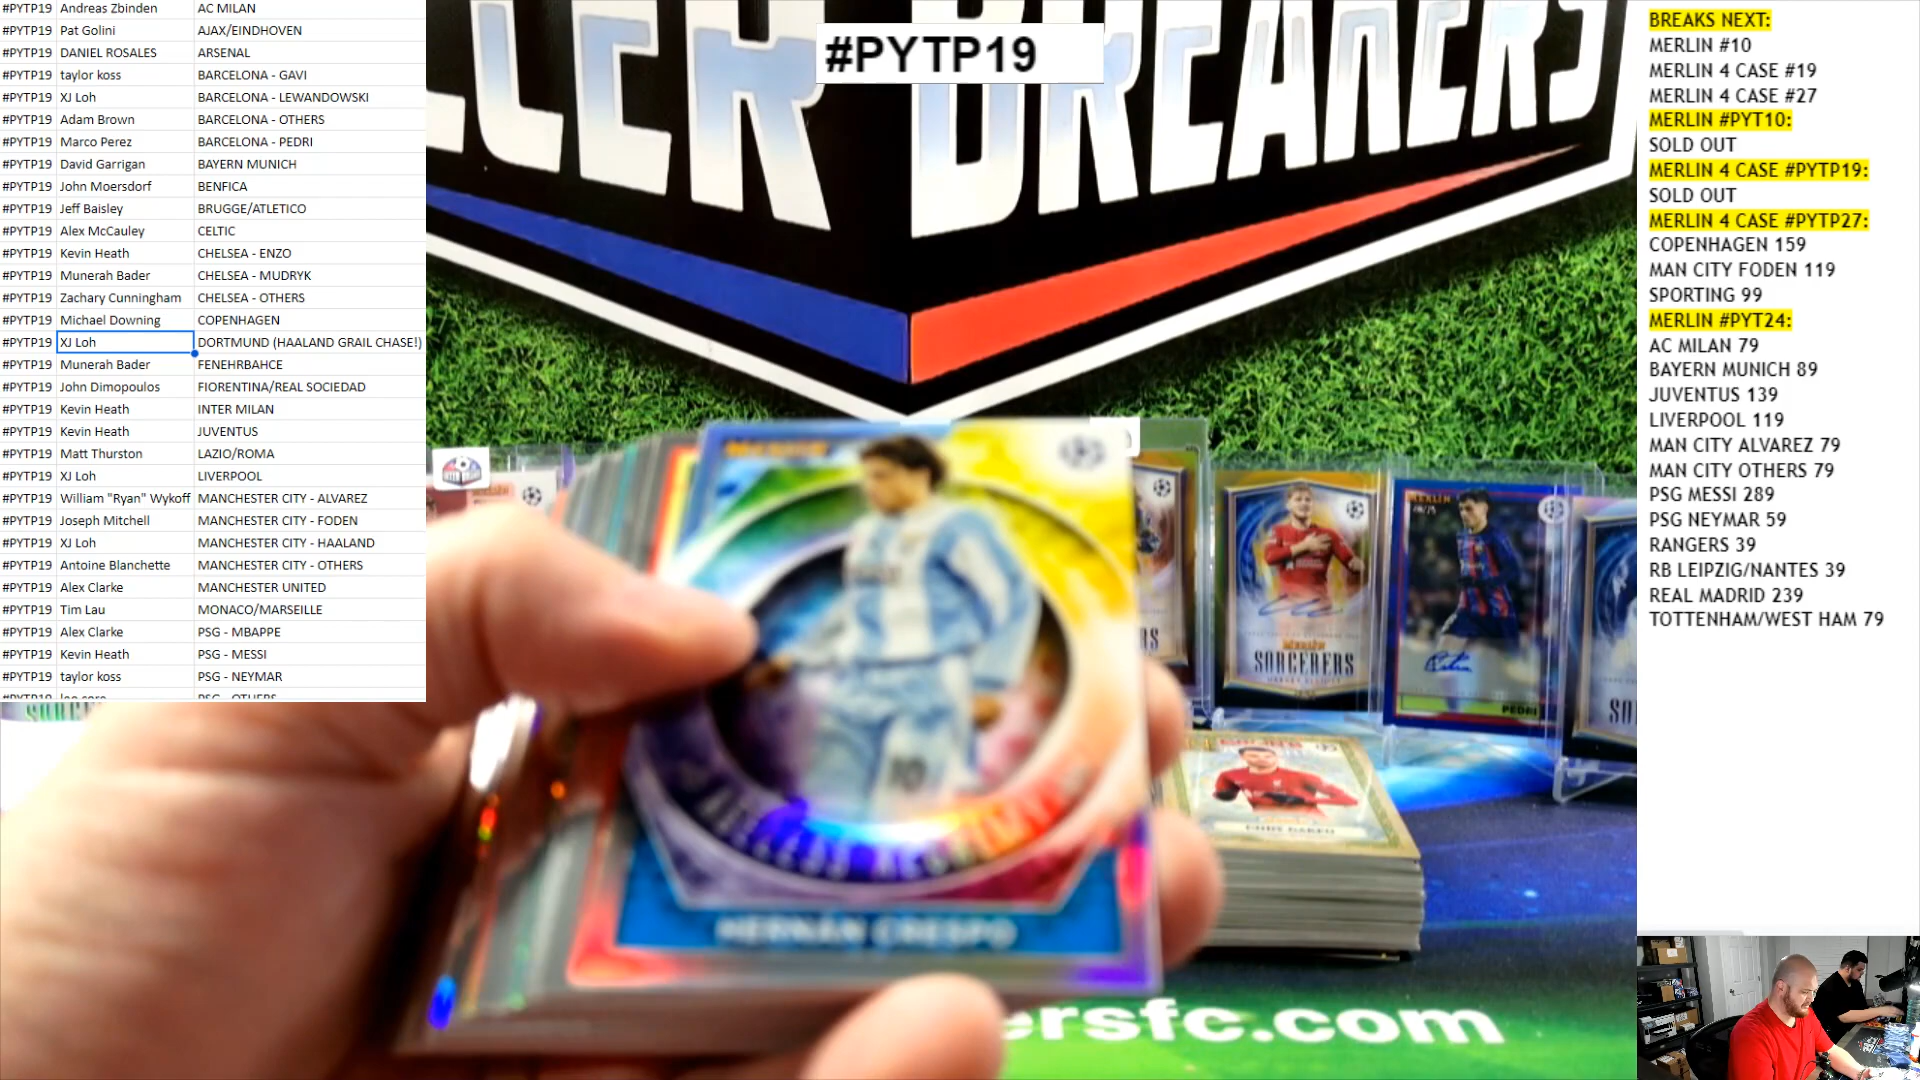 #PYTP19 Andreas Zbinden AC MILAN
#PYTP19 Pat Golini AJAX/EINDHOVEN
#PYTP19 DANIEL ROSALES ARSENAL
#PYTP19 taylor koss BARCELONA - GAVI
#PYTP19 XJ Loh BARCELONA - LEWANDOWSKI
#PYTP19 Adam Brown BARCELONA - OTHERS
#PYTP19 Marco Perez BARCELONA - PEDRI
#PYTP19 David Garrigan BAYERN MUNICH
#PYTP19 John Moersdorf BENFICA
#PYTP19 Jeff Baisley BRUGGE/ATLETICO
#PYTP19 Alex McCauley CELTIC
#PYTP19 Kevin Heath CHELSEA - ENZO
#PYTP19 Munerah Bader CHELSEA - MUDRYK
#PYTP19 Zachary Cunningham CHELSEA - OTHERS
#PYTP19 Michael Downing COPENHAGEN
#PYTP19 XJ Loh DORTMUND (HAALAND GRAIL CHASE!)
#PYTP19 Munerah Bader FENEHRBAHCE
#PYTP19 John Dimopoulos FIORENTINA/REAL SOCIEDAD
#PYTP19 Kevin Heath INTER MILAN
#PYTP19 Kevin Heath JUVENTUS
#PYTP19 Matt Thurston LAZIO/ROMA
#PYTP19 XJ Loh LIVERPOOL
#PYTP19 William "Ryan" Wykoff MANCHESTER CITY - ALVAREZ
#PYTP19 Joseph Mitchell MANCHESTER CITY - FODEN
#PYTP19 XJ Loh MANCHESTER CITY - HAALAND
#PYTP19 Antoine Blanchette MANCHESTER CITY - OTHERS
#PYTP19 Alex Clarke MANCHESTER UNITED
#PYTP19 Tim Lau MONACO/MARSEILLE
#PYTP19 Alex Clarke PSG - MBAPPE
#PYTP19 Kevin Heath PSG - MESSI
#PYTP19 taylor koss PSG - NEYMAR
#PYTP19
BREAKERS
HERNÁN CRESPO
MERLIN
SORCERERS
MERLIN
PEDRI
ersfc.com
BREAKS NEXT:
MERLIN #10
MERLIN 4 CASE #19
MERLIN 4 CASE #27
MERLIN #PYT10:
SOLD OUT
MERLIN 4 CASE #PYTP19:
SOLD OUT
MERLIN 4 CASE #PYTP27:
COPENHAGEN 159
MAN CITY FODEN 119
SPORTING 99
MERLIN #PYT24:
AC MILAN 79
BAYERN MUNICH 89
JUVENTUS 139
LIVERPOOL 119
MAN CITY ALVAREZ 79
MAN CITY OTHERS 79
PSG MESSI 289
PSG NEYMAR 59
RANGERS 39
RB LEIPZIG/NANTES 39
REAL MADRID 239
TOTTENHAM/WEST HAM 79